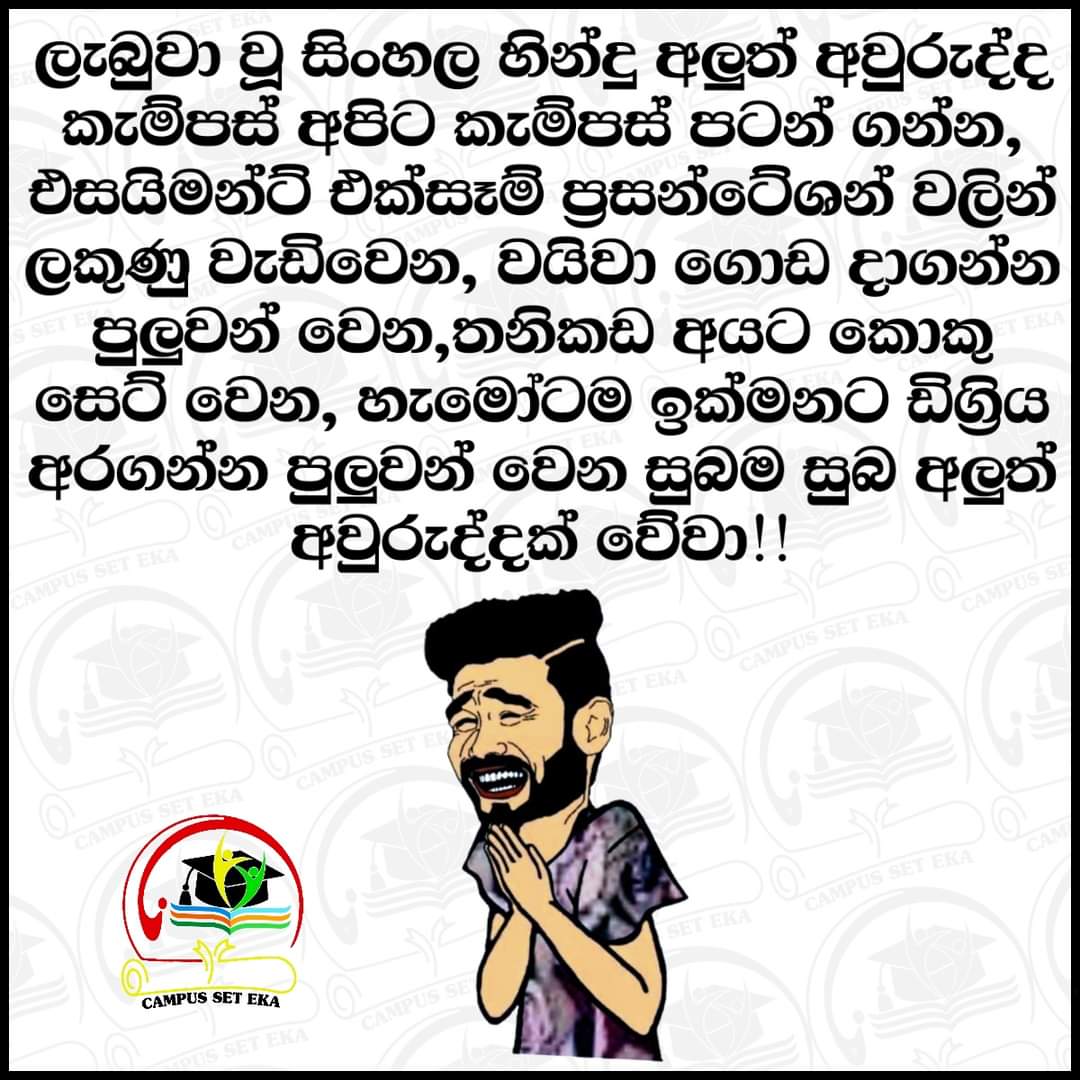 ලැබුවා වූ සිංහල හින්දු අලුත් අවුරුද්ද
කැම්පස් අපිට කැම්පස් පටන් ගන්න,
එසයිමන්ට් එක්සෑම් ප්‍රසන්ටේශන් වලින්
ලකුණු වැඩිවෙන, වයිවා ගොඩ දාගන්න
පුලුවන් වෙන,තනිකඩ අයට කොකු
සෙට් වෙන, හැමෝටම ඉක්මනට ඩිග්‍රිය
අරගන්න පුලුවන් වෙන සුබම සුබ අලුත්
අවුරුද්දක් වේවා!!
CAMPUS SET EKA